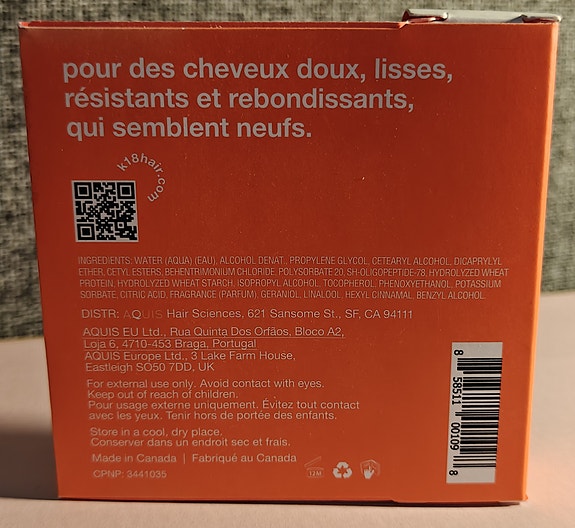 pour des cheveux doux, lisses,
résistants et rebondissants,
qui semblent neufs.
k18hair.com
INGREDIENTS: WATER (AQUA) (EAU), ALCOHOL DENAT., PROPYLENE GLYCOL, CETEARYL ALCOHOL, DICAPRYLYL
ETHER, CETYL ESTERS, BEHENTRIMONIUM CHLORIDE, POLYSORBATE 20, SH-OLIGOPEPTIDE-78, HYDROLYZED WHEAT
PROTEIN, HYDROLYZED WHEAT STARCH, ISOPROPYL ALCOHOL, TOCOPHEROL, PHENOXYETHANOL, POTASSIUM
SORBATE, CITRIC ACID, FRAGRANCE (PARFUM), GERANIOL, LINALOOL, HEXYL CINNAMAL, BENZYL ALCOHOL.
DISTR: AQUIS Hair Sciences, 621 Sansome St., SF, CA 94111
AQUIS EU Ltd., Rua Quinta Dos Orfãos, Bloco A2,
Loja 6, 4710-453 Braga, Portugal
AQUIS Europe Ltd., 3 Lake Farm House,
Eastleigh SO50 7DD, UK
For external use only. Avoid contact with eyes.
Keep out of reach of children.
Pour usage externe uniquement. Évitez tout contact
avec les yeux. Tenir hors de portée des enfants.
Store in a cool, dry place.
Conserver dans un endroit sec et frais.
Made in Canada | Fabriqué au Canada
CPNP: 3441035
12M
8 58511 00109 8